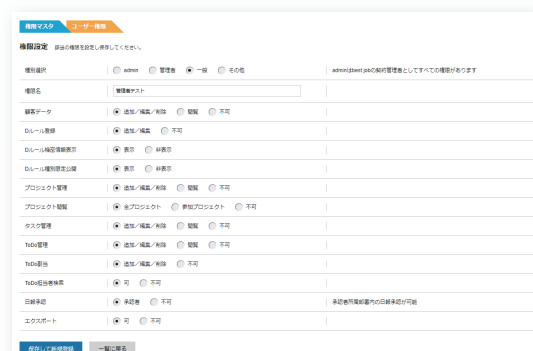 権限マスタ ユーザー権限
権限設定 該当の権限を設定し保存してください。
種別選択 admin 管理者 一般 その他 adminはbest jobの契約管理者としてすべての権限があります
権限名 管理者テスト
顧客データ 追加／編集／削除 閲覧 不可
D.ルール登録 追加／編集 不可
D.ルール機密情報表示 表示 非表示
D.ルール種別限定公開 表示 非表示
プロジェクト管理 追加／編集／削除 閲覧 不可
プロジェクト閲覧 全プロジェクト 参加プロジェクト 不可
タスク管理 追加／編集／削除 閲覧 不可
ToDo管理 追加／編集／削除 閲覧 不可
ToDo割当 追加／編集／削除 不可
ToDo担当者検索 可 不可
日報承認 承認者 不可 承認者所属部署内の日報承認が可能
エクスポート 可 不可
保存して新規登録 一覧に戻る